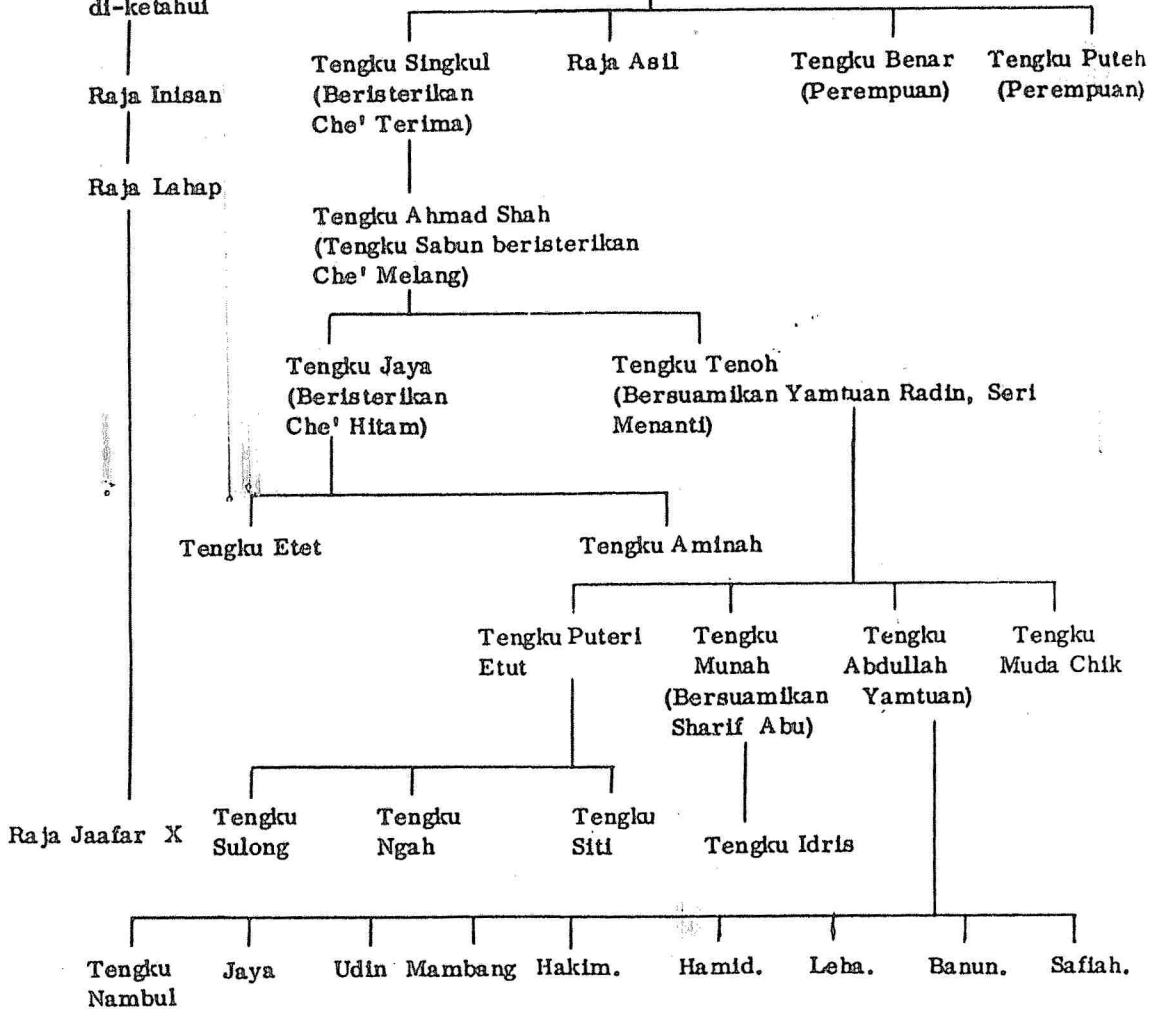 di-ketahui
Tengku Singkul
(Beristerikan
Che' Terima)
Raja Asil
Tengku Benar
(Perempuan)
Tengku Puteh
(Perempuan)
Raja Inisan
Raja Lahap
Tengku Ahmad Shah
(Tengku Sabun beristerikan
Che' Melang)
Tengku Jaya
(Beristerikan
Che' Hitam)
Tengku Tenoh
(Bersuamikan Yamtuan Radin, Seri
Menanti)
Tengku Etet
Tengku Aminah
Tengku Puteri
Etut
Tengku
Munah
(Bersuamikan
Sharif Abu)
Tengku
Abdullah
Yamtuan)
Tengku
Muda Chik
Raja Jaafar X
Tengku
Sulong
Tengku
Ngah
Tengku
Siti
Tengku Idris
Tengku
Nambul
Jaya
Udin
Mambang
Hakim.
Hamid.
Leha.
Banun.
Safiah.